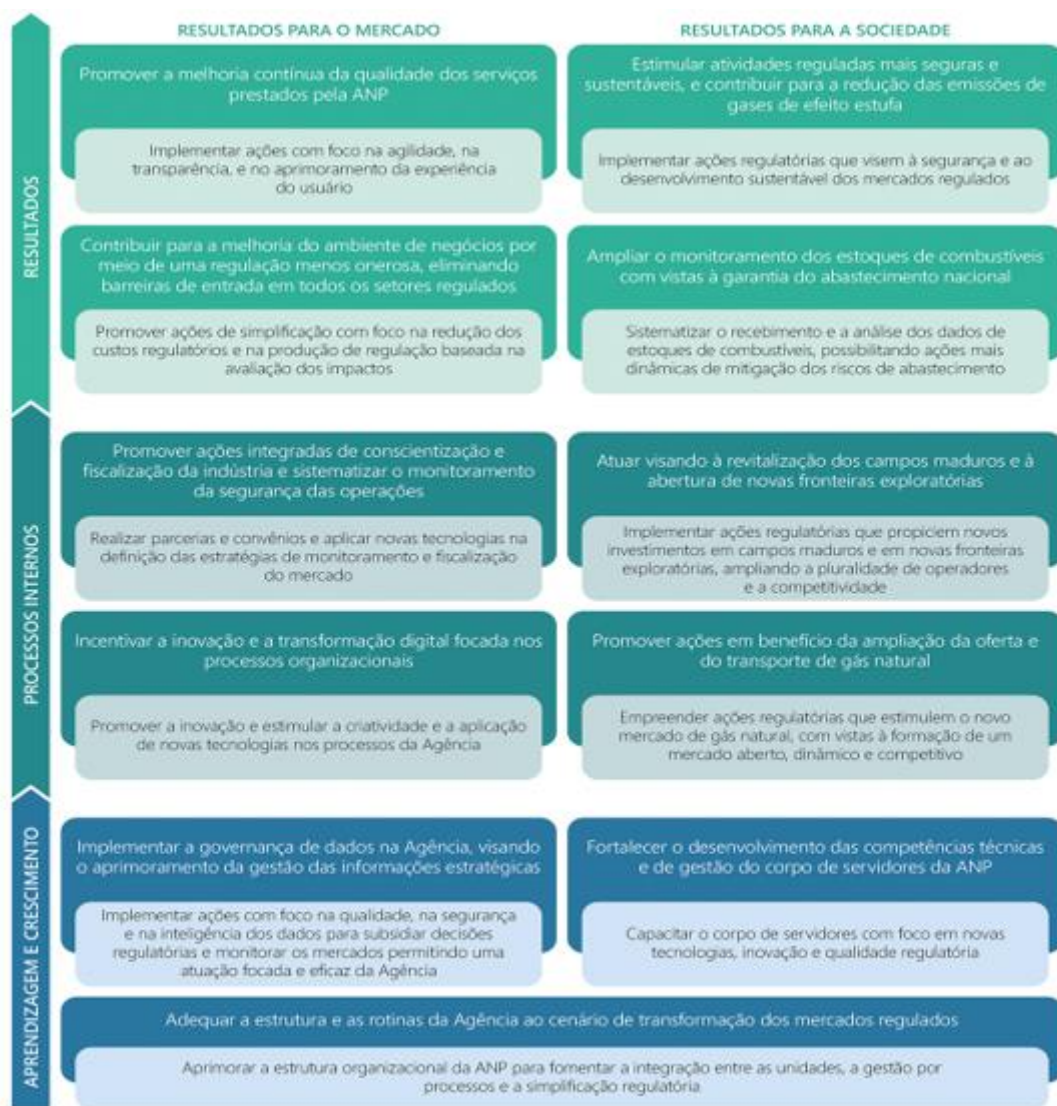 RESULTADOS PARA O MERCADO
RESULTADOS PARA A SOCIEDADE
RESULTADOS
Promover a melhoria contínua da qualidade dos serviços
prestados pela ANP
Implementar ações com foco na agilidade, na
transparência, e no aprimoramento da experiência
do usuário
Estimular atividades reguladas mais seguras e
sustentáveis, e contribuir para a redução das emissões de
gases de efeito estufa
Implementar ações regulatórias que visem à segurança e ao
desenvolvimento sustentável dos mercados regulados
Contribuir para a melhoria do ambiente de negócios por
meio de uma regulação menos onerosa, eliminando
barreiras de entrada em todos os setores regulados
Promover ações de simplificação com foco na redução dos
custos regulatórios e na produção de regulação baseada na
avaliação dos impactos
Ampliar o monitoramento dos estoques de combustíveis
com vistas à garantia do abastecimento nacional
Sistematizar o recebimento e a análise dos dados de
estoques de combustíveis, possibilitando ações mais
dinâmicas de mitigação dos riscos de abastecimento
PROCESSOS INTERNOS
Promover ações integradas de conscientização e
fiscalização da indústria e sistematizar o monitoramento
da segurança das operações
Realizar parcerias e convênios e aplicar novas tecnologias na
definição das estratégias de monitoramento e fiscalização
do mercado
Atuar visando à revitalização dos campos maduros e à
abertura de novas fronteiras exploratórias
Implementar ações regulatórias que propiciem novos
investimentos em campos maduros e em novas fronteiras
exploratórias, ampliando a pluralidade de operadores
e a competitividade
Incentivar a inovação e a transformação digital focada nos
processos organizacionais
Promover a inovação e estimular a criatividade e a aplicação
de novas tecnologias nos processos da Agência
Promover ações em benefício da ampliação da oferta e
do transporte de gás natural
Empreender ações regulatórias que estimulem o novo
mercado de gás natural, com vistas à formação de um
mercado aberto, dinâmico e competitivo
APRENDIZAGEM E CRESCIMENTO
Implementar a governança de dados na Agência, visando
o aprimoramento da gestão das informações estratégicas
Implementar ações com foco na qualidade, na segurança
e na inteligência dos dados para subsidiar decisões
regulatórias e monitorar os mercados permitindo uma
atuação focada e eficaz da Agência
Fortalecer o desenvolvimento das competências técnicas
e de gestão do corpo de servidores da ANP
Capacitar o corpo de servidores com foco em novas
tecnologias, inovação e qualidade regulatória
Adequar a estrutura e as rotinas da Agência ao cenário de transformação dos mercados regulados
Aprimorar a estrutura organizacional da ANP para fomentar a integração entre as unidades, a gestão por
processos e a simplificação regulatória